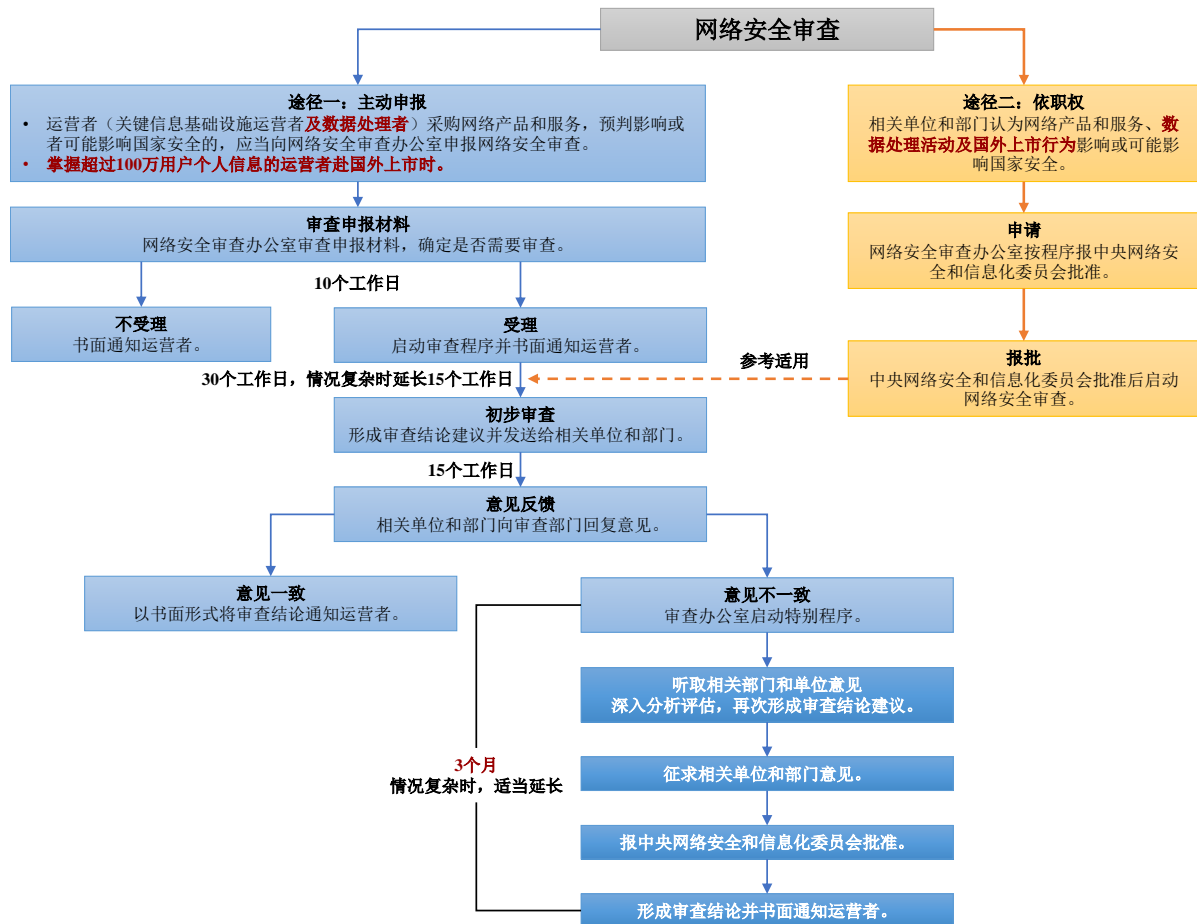 网络安全审查
途径一：主动申报
• 运营者（关键信息基础设施运营者及数据处理者）采购网络产品和服务，预判影响或
者可能影响国家安全的，应当向网络安全审查办公室申报网络安全审查。
• 掌握超过100万用户个人信息的运营者赴国外上市时。
途径二：依职权
相关单位和部门认为网络产品和服务、数
据处理活动及国外上市行为影响或可能影
响国家安全。
审查申报材料
网络安全审查办公室审查申报材料，确定是否需要审查。
申请
网络安全审查办公室按程序报中央网络安
全和信息化委员会批准。
10个工作日
不受理
书面通知运营者。
受理
启动审查程序并书面通知运营者。
报批
中央网络安全和信息化委员会批准后启动
网络安全审查。
参考适用
30个工作日，情况复杂时延长15个工作日
初步审查
形成审查结论建议并发送给相关单位和部门。
15个工作日
意见反馈
相关单位和部门向审查部门回复意见。
意见一致
以书面形式将审查结论通知运营者。
意见不一致
审查办公室启动特别程序。
听取相关部门和单位意见
深入分析评估，再次形成审查结论建议。
3个月
情况复杂时，适当延长
征求相关单位和部门意见。
报中央网络安全和信息化委员会批准。
形成审查结论并书面通知运营者。